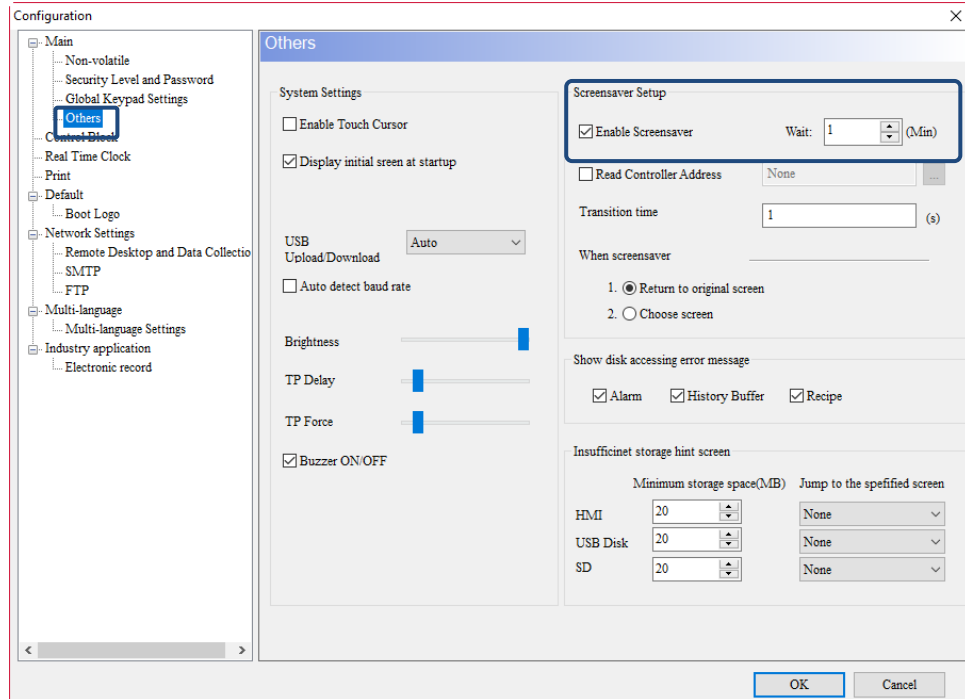 Configuration
Main
Non-volatile
Security Level and Password
Global Keypad Settings
Others
Control Block
Real Time Clock
Print
Default
Boot Logo
Network Settings
Remote Desktop and Data Collectio
SMTP
FTP
Multi-language
Multi-language Settings
Industry application
Electronic record
Others
System Settings
Enable Touch Cursor
Display initial sreen at startup
USB
Upload/Download
Auto
Auto detect baud rate
Brightness
TP Delay
TP Force
Buzzer ON/OFF
Screensaver Setup
Enable Screensaver Wait: 1 (Min)
Read Controller Address None ...
Transition time 1 (s)
When screensaver
1. Return to original screen
2. Choose screen
Show disk accessing error message
Alarm History Buffer Recipe
Insufficinet storage hint screen
Minimum storage space(MB) Jump to the spefified screen
HMI 20 None
USB Disk 20 None
SD 20 None
OK Cancel